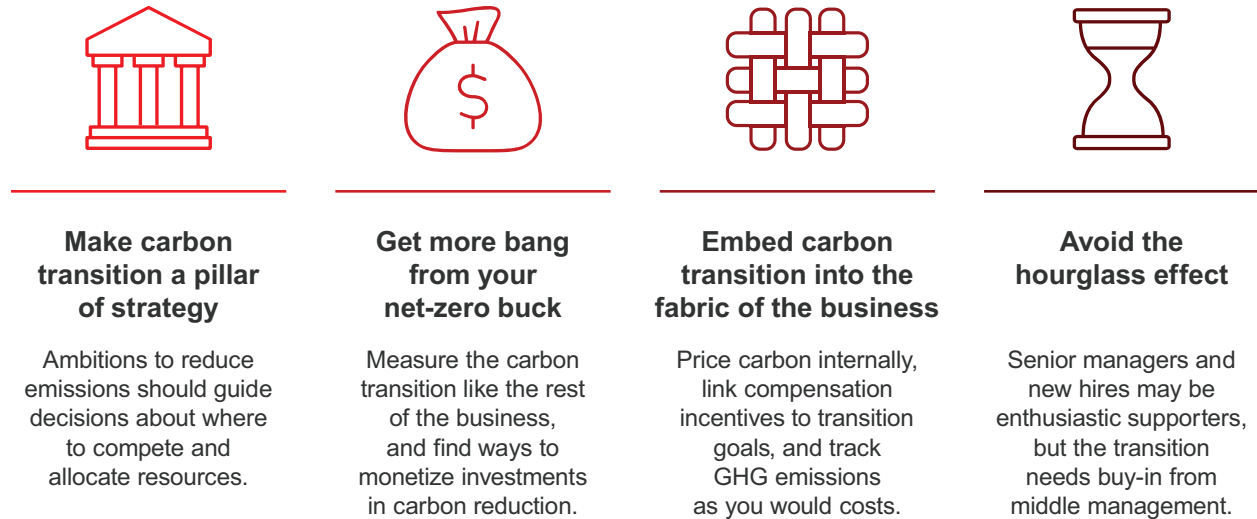 $
Make carbon
transition a pillar
of strategy
Ambitions to reduce
emissions should guide
decisions about where
to compete and
allocate resources.
Get more bang
from your
net-zero buck
Measure the carbon
transition like the rest
of the business,
and find ways to
monetize investments
in carbon reduction.
Embed carbon
transition into the
fabric of the business
Price carbon internally,
link compensation
incentives to transition
goals, and track
GHG emissions
as you would costs.
Avoid the
hourglass effect
Senior managers and
new hires may be
enthusiastic supporters,
but the transition
needs buy-in from
middle management.